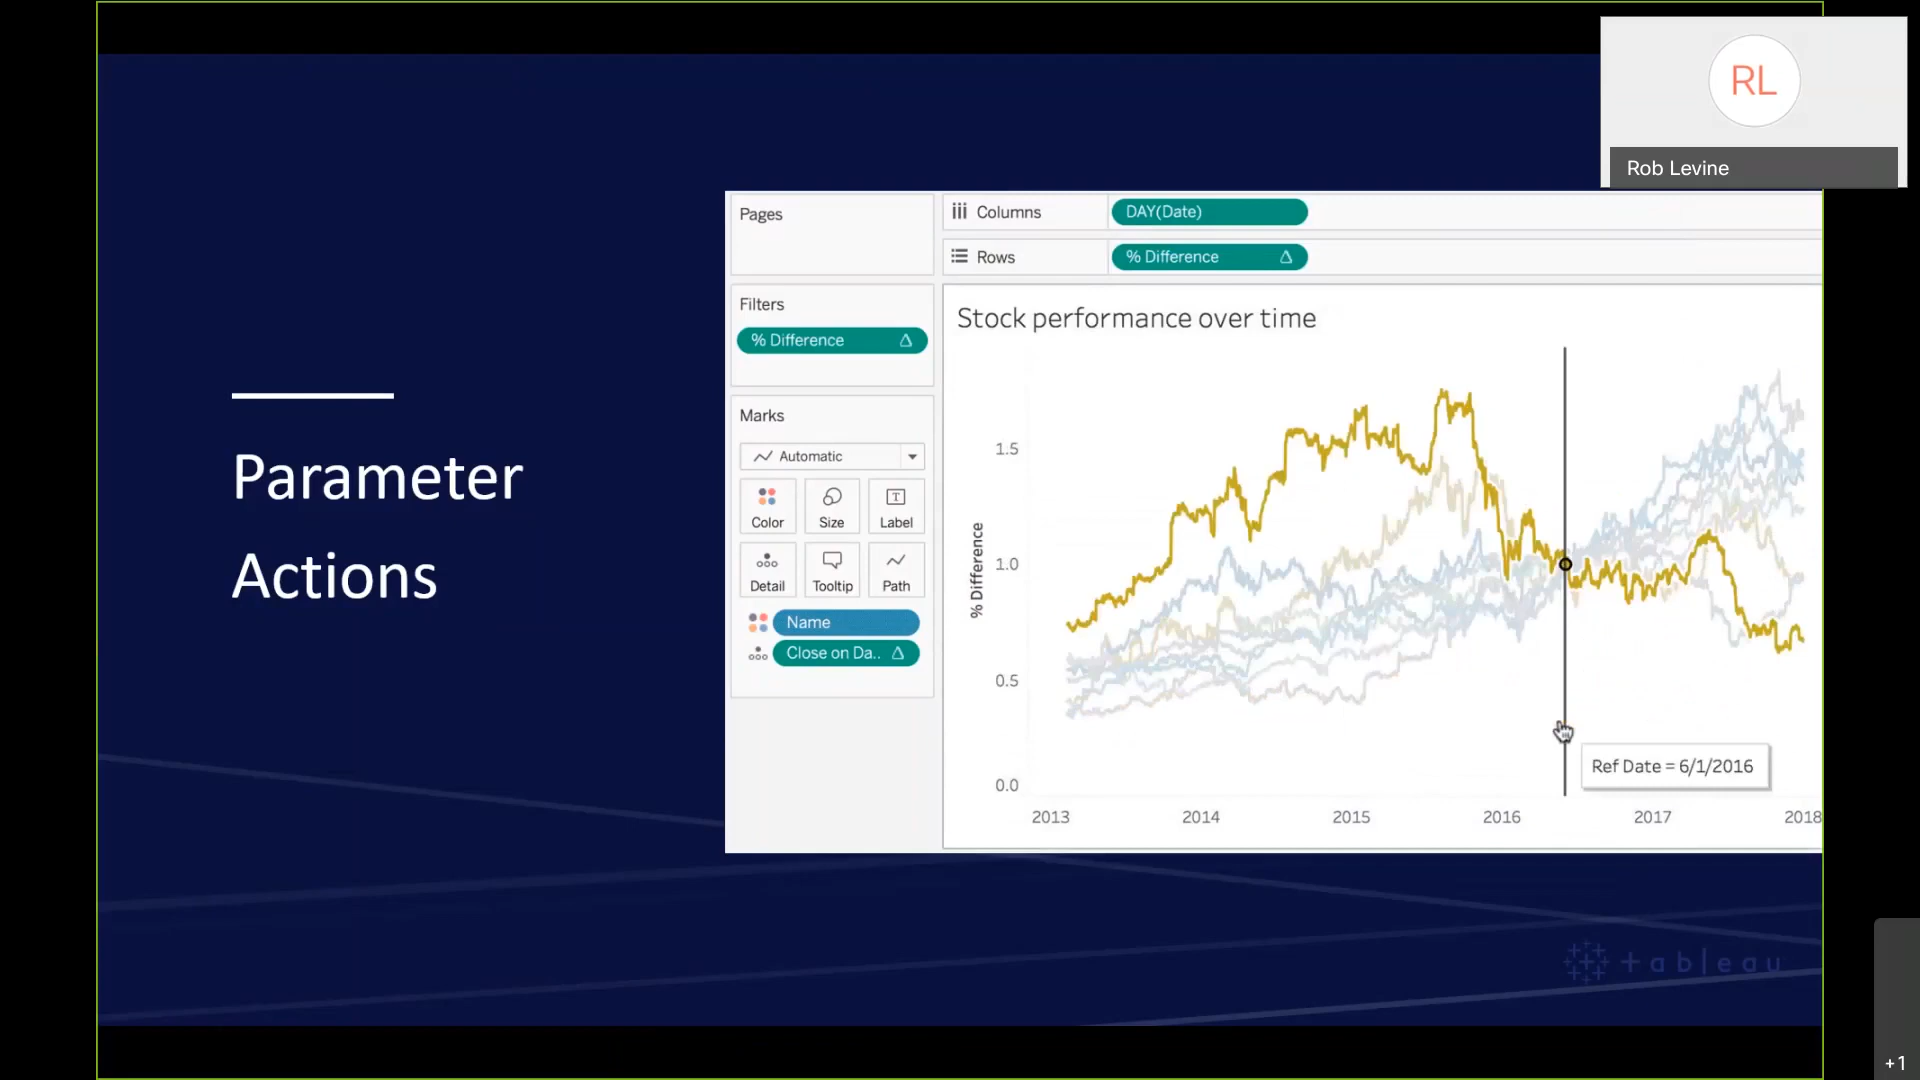 RL
Rob Levine
Parameter
Actions
Pages
Columns
DAY(Date)
Rows
% Difference
Filters
% Difference
Marks
Automatic
Color
Size
Label
Detail
Tooltip
Path
Name
Close on Da..
Stock performance over time
% Difference
1.5
1.0
0.5
0.0
2013
2014
2015
2016
2017
2018
Ref Date = 6/1/2016
+ableau
+1